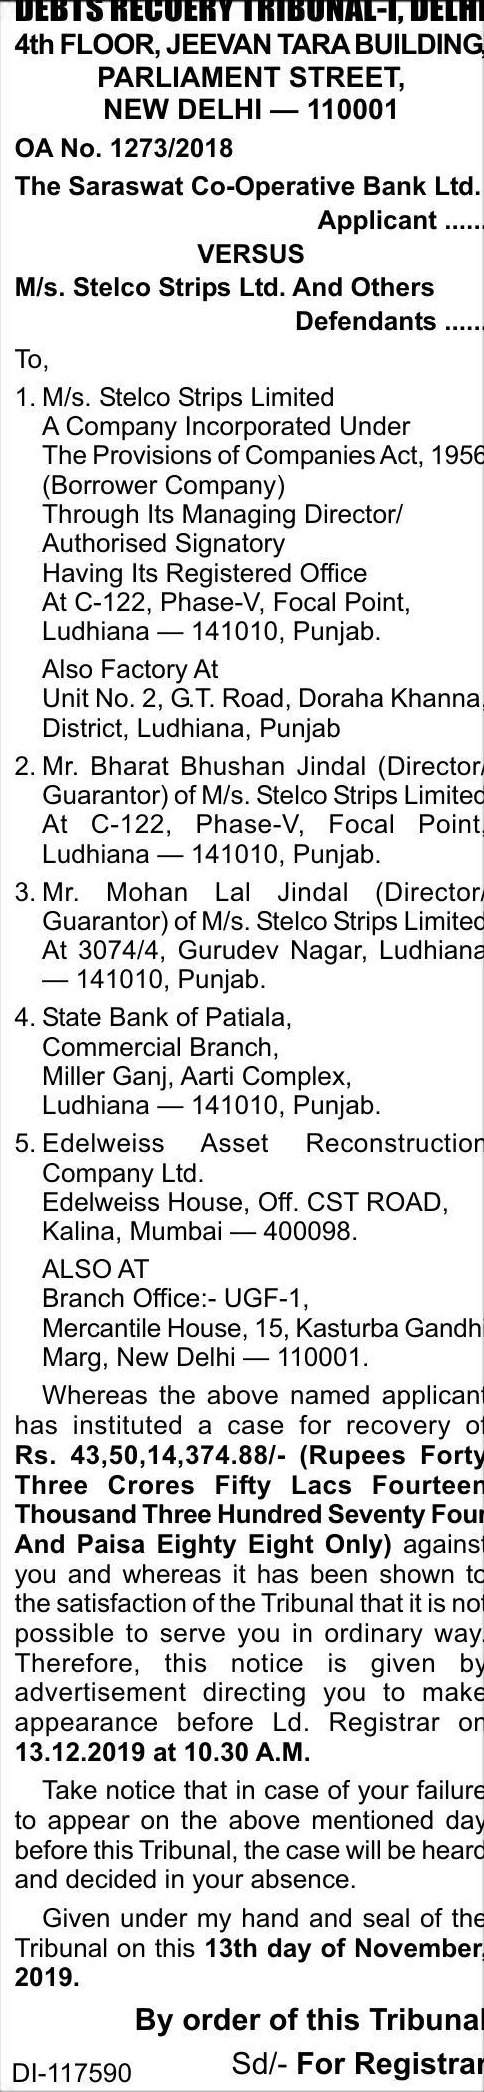 DEBTS RECUERY TRIBUNAL-I, DELHI
4th FLOOR, JEEVAN TARA BUILDING,
PARLIAMENT STREET,
NEW DELHI — 110001
OA No. 1273/2018
The Saraswat Co-Operative Bank Ltd.
Applicant ......
VERSUS
M/s. Stelco Strips Ltd. And Others
Defendants ......
To,
1. M/s. Stelco Strips Limited
A Company Incorporated Under
The Provisions of Companies Act, 1956
(Borrower Company)
Through Its Managing Director/
Authorised Signatory
Having Its Registered Office
At C-122, Phase-V, Focal Point,
Ludhiana — 141010, Punjab.
Also Factory At
Unit No. 2, G.T. Road, Doraha Khanna,
District, Ludhiana, Punjab
2. Mr. Bharat Bhushan Jindal (Director/
Guarantor) of M/s. Stelco Strips Limited
At C-122, Phase-V, Focal Point,
Ludhiana — 141010, Punjab.
3. Mr. Mohan Lal Jindal (Director/
Guarantor) of M/s. Stelco Strips Limited
At 3074/4, Gurudev Nagar, Ludhiana
— 141010, Punjab.
4. State Bank of Patiala,
Commercial Branch,
Miller Ganj, Aarti Complex,
Ludhiana — 141010, Punjab.
5. Edelweiss Asset Reconstruction
Company Ltd.
Edelweiss House, Off. CST ROAD,
Kalina, Mumbai — 400098.
ALSO AT
Branch Office:- UGF-1,
Mercantile House, 15, Kasturba Gandhi
Marg, New Delhi — 110001.
Whereas the above named applicant
has instituted a case for recovery of
Rs. 43,50,14,374.88/- (Rupees Forty
Three Crores Fifty Lacs Fourteen
Thousand Three Hundred Seventy Four
And Paisa Eighty Eight Only) against
you and whereas it has been shown to
the satisfaction of the Tribunal that it is not
possible to serve you in ordinary way.
Therefore, this notice is given by
advertisement directing you to make
appearance before Ld. Registrar on
13.12.2019 at 10.30 A.M.
Take notice that in case of your failure
to appear on the above mentioned day
before this Tribunal, the case will be heard
and decided in your absence.
Given under my hand and seal of the
Tribunal on this 13th day of November,
2019.
By order of this Tribunal
Sd/- For Registrar
DI-117590